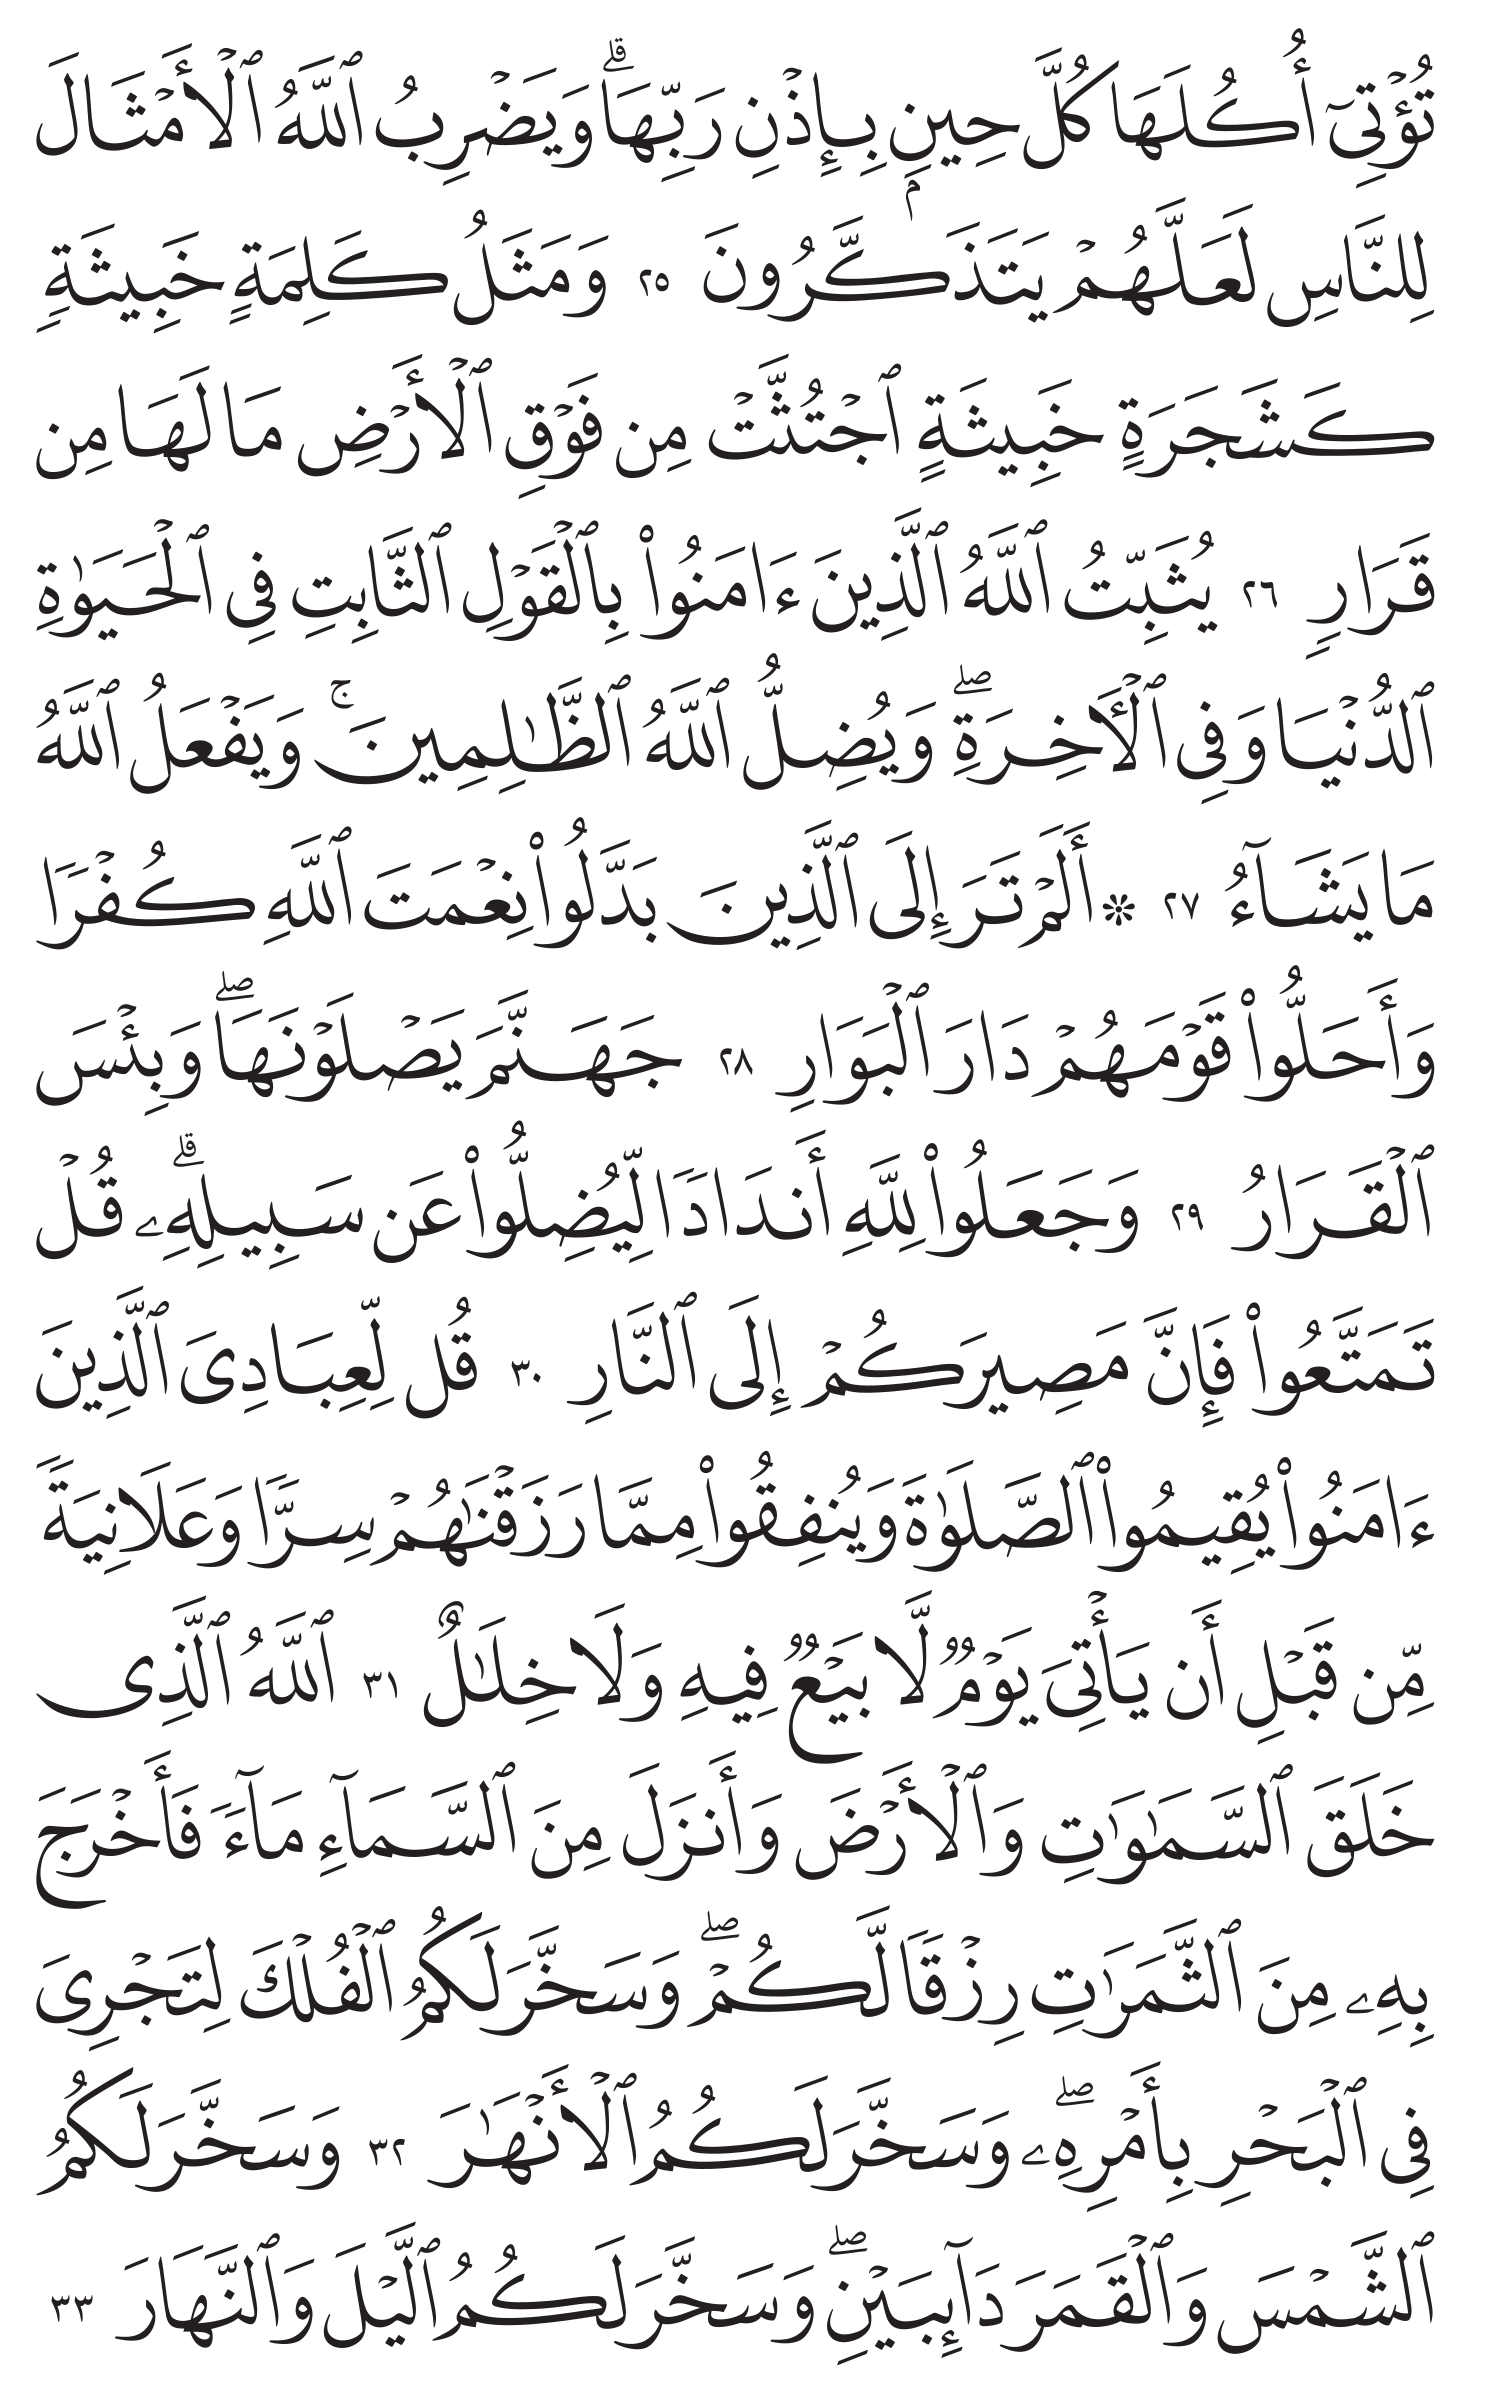 تُؤۡتِىٓ أُكُلَهَا كُلَّ حِينِۭ بِإِذۡنِ رَبِّهَاۗ وَيَضۡرِبُ ٱللَّهُ ٱلۡأَمۡثَالَ
لِلنَّاسِ لَعَلَّهُمۡ يَتَذَكَّرُونَ ٢٥ وَمَثَلُ كَلِمَةٍ خَبِيثَةٍ
كَشَجَرَةٍ خَبِيثَةٍ ٱجۡتُثَّتۡ مِن فَوۡقِ ٱلۡأَرۡضِ مَا لَهَا مِن
قَرَارٍ ٢٦ يُثَبِّتُ ٱللَّهُ ٱلَّذِينَ ءَامَنُواْ بِٱلۡقَوۡلِ ٱلثَّابِتِ فِى ٱلۡحَيَوٰةِ
ٱلدُّنۡيَا وَفِى ٱلۡأٓخِرَةِۖ وَيُضِلُّ ٱللَّهُ ٱلظَّٰلِمِينَۚ وَيَفۡعَلُ ٱللَّهُ
مَا يَشَآءُ ٢٧ ۞ أَلَمۡ تَرَ إِلَى ٱلَّذِينَ بَدَّلُواْ نِعۡمَتَ ٱللَّهِ كُفۡرًا
وَأَحَلُّواْ قَوۡمَهُمۡ دَارَ ٱلۡبَوَارِ ٢٨ جَهَنَّمَ يَصۡلَوۡنَهَاۖ وَبِئۡسَ
ٱلۡقَرَارُ ٢٩ وَجَعَلُواْ لِلَّهِ أَندَادًا لِّيُضِلُّواْ عَن سَبِيلِهِۦۗ قُلۡ
تَمَتَّعُواْ فَإِنَّ مَصِيرَكُمۡ إِلَى ٱلنَّارِ ٣٠ قُل لِّعِبَادِىَ ٱلَّذِينَ
ءَامَنُواْ يُقِيمُواْ ٱلصَّلَوٰةَ وَيُنفِقُواْ مِمَّا رَزَقۡنَٰهُمۡ سِرًّا وَعَلَانِيَةً
مِّن قَبۡلِ أَن يَأۡتِىَ يَوۡمٌ لَّا بَيۡعٌ فِيهِ وَلَا خِلَٰلٌ ٣١ ٱللَّهُ ٱلَّذِى
خَلَقَ ٱلسَّمَٰوَٰتِ وَٱلۡأَرۡضَ وَأَنزَلَ مِنَ ٱلسَّمَآءِ مَآءً فَأَخۡرَجَ
بِهِۦ مِنَ ٱلثَّمَرَٰتِ رِزۡقًا لَّكُمۡۖ وَسَخَّرَ لَكُمُ ٱلۡفُلۡكَ لِتَجۡرِىَ
فِى ٱلۡبَحۡرِ بِأَمۡرِهِۦۖ وَسَخَّرَ لَكُمُ ٱلۡأَنۡهَٰرَ ٣٢ وَسَخَّرَ لَكُمُ
ٱلشَّمۡسَ وَٱلۡقَمَرَ دَآئِبَيۡنِۖ وَسَخَّرَ لَكُمُ ٱلَّيۡلَ وَٱلنَّهَارَ ٣٣